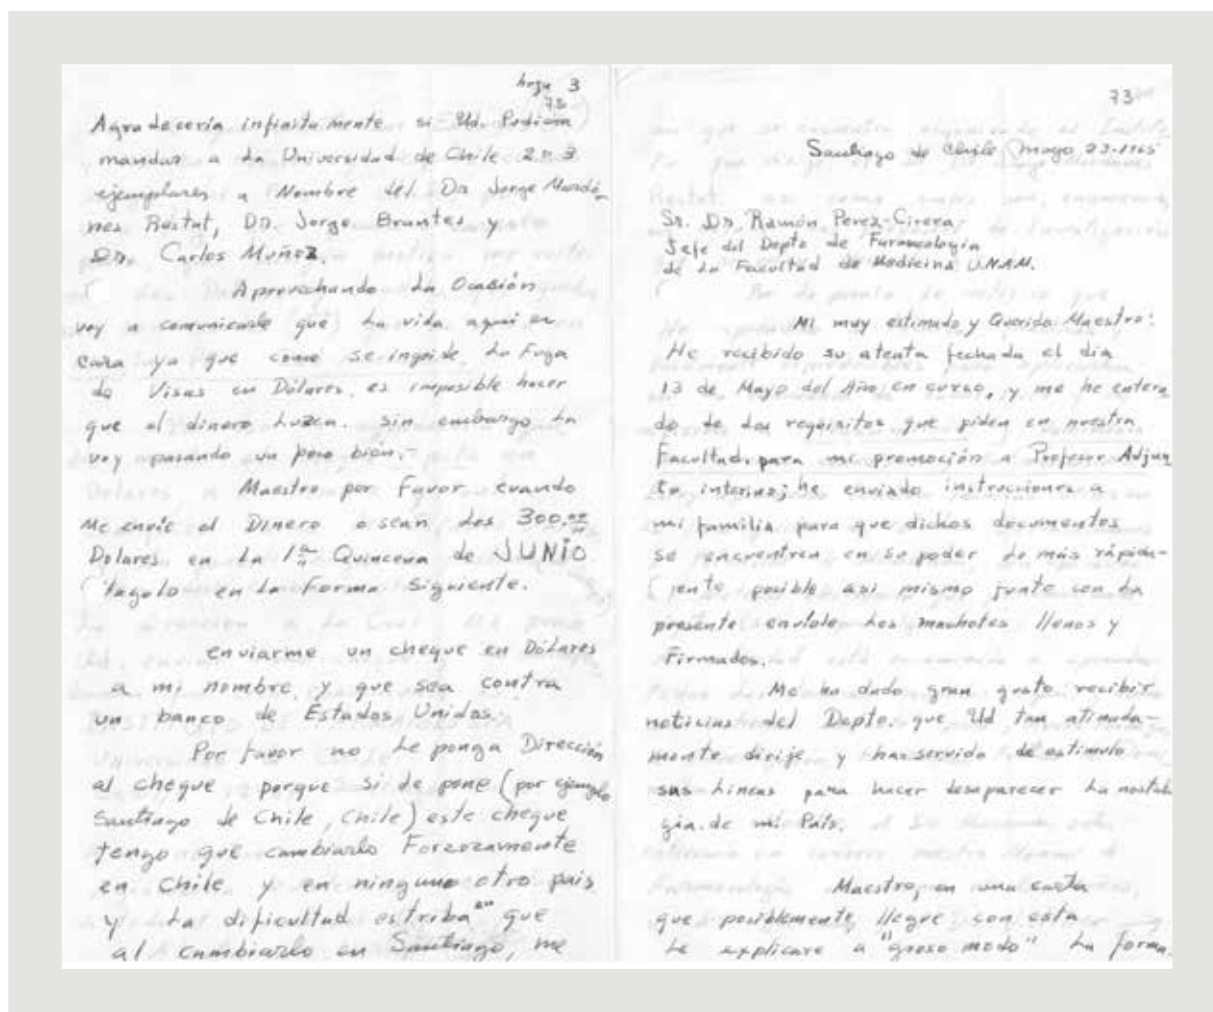 hoja 3
73
Agradecería infinitamente si Ud. Pudiera
mandar a La Universidad de Chile 2 o 3
ejemplares a Nombre del Dr Jorge Mardó-
nes Restat, Dr. Jorge Bruntes y
Dr. Carlos Muñoz.
Aprovechando La Ocasión
voy a comunicarle que La vida aquí es
cara ya que como se impide La Fuga
de Visas en Dólares, es imposible hacer
que el dinero Luzca. sin embargo La
voy pasando un poco bién.-
Maestro por Favor cuando
Me envíe el Dinero o sean Los 300.00
Dolares en La 1a Quincena de JUNIO
hagalo en La Forma Siguiente.
enviarme un cheque en Dólares
a mi nombre y que sea contra
un banco de Estados Unidos.
Por favor no Le ponga Dirección
al cheque porque si Le pone (por ejemplo
Santiago de Chile, Chile) este cheque
tengo que cambiarlo Forzozamente
en Chile y en ninguno otro pais
y La dificultad estriba en que
al cambiarlo en Santiago, me
73
Santiago de Chile Mayo 23-1965
Sr. Dr. Ramón Perez-Cirera
Jefe del Depto de Farmacología
de La Facultad de Medicina UNAM.
Mi muy estimado y Querido Maestro:
He recibido su atenta fechada el día
13 de Mayo del Año en curso, y me he entera
do de Los requisitos que piden en nuestra
Facultad, para mi promoción a Profesor Adjun
to interino; he enviado instrucciones a
mi familia para que dichos documentos
se encuentren en su poder Lo más rápida-
mente posible asi mismo junto con La
presente envíole Los machotes llenos y
Firmados.
Me ha dado gran gusto recibir
noticias del Depto. que Ud tan atinada-
mente dirije y han servido de estimulo
sus Lineas para hacer desaparecer La nostal
gia de mi País.
Maestro, en una carta
que posiblemente llegue con esta
Le explicare a "groso modo" La forma